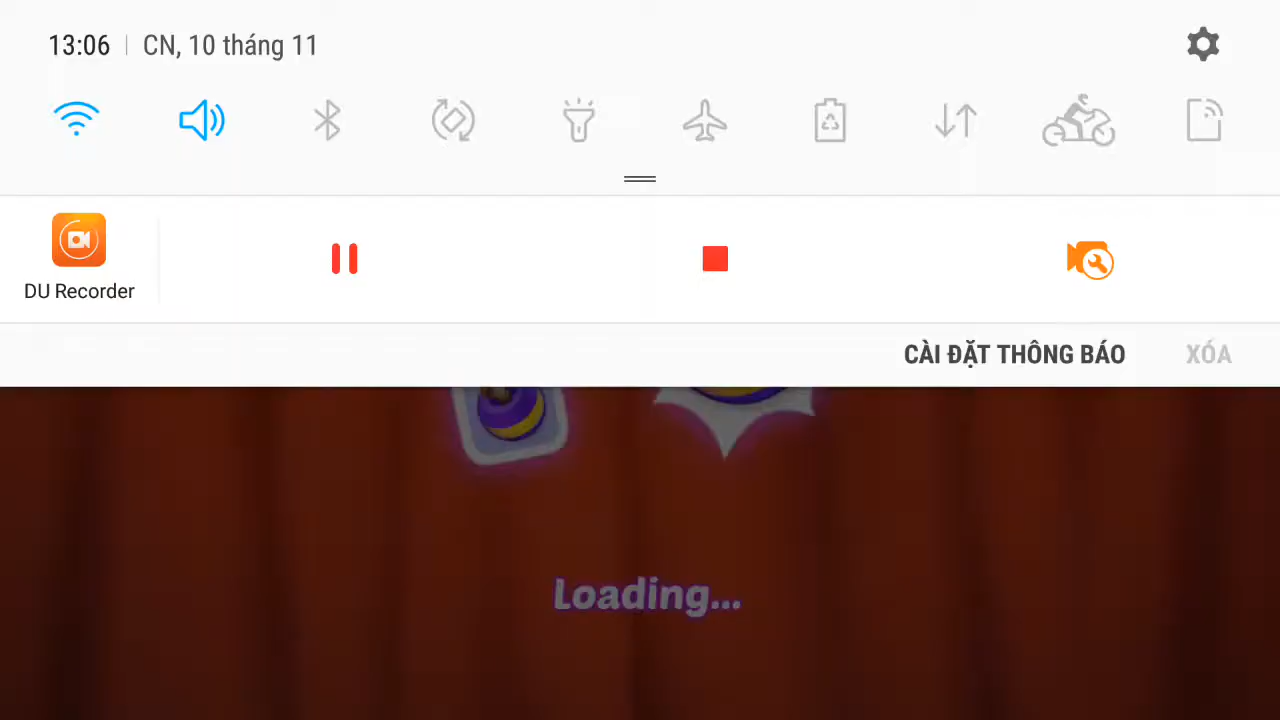 13:06 | CN, 10 tháng 11
DU Recorder
CÀI ĐẶT THÔNG BÁO XÓA
Loading...